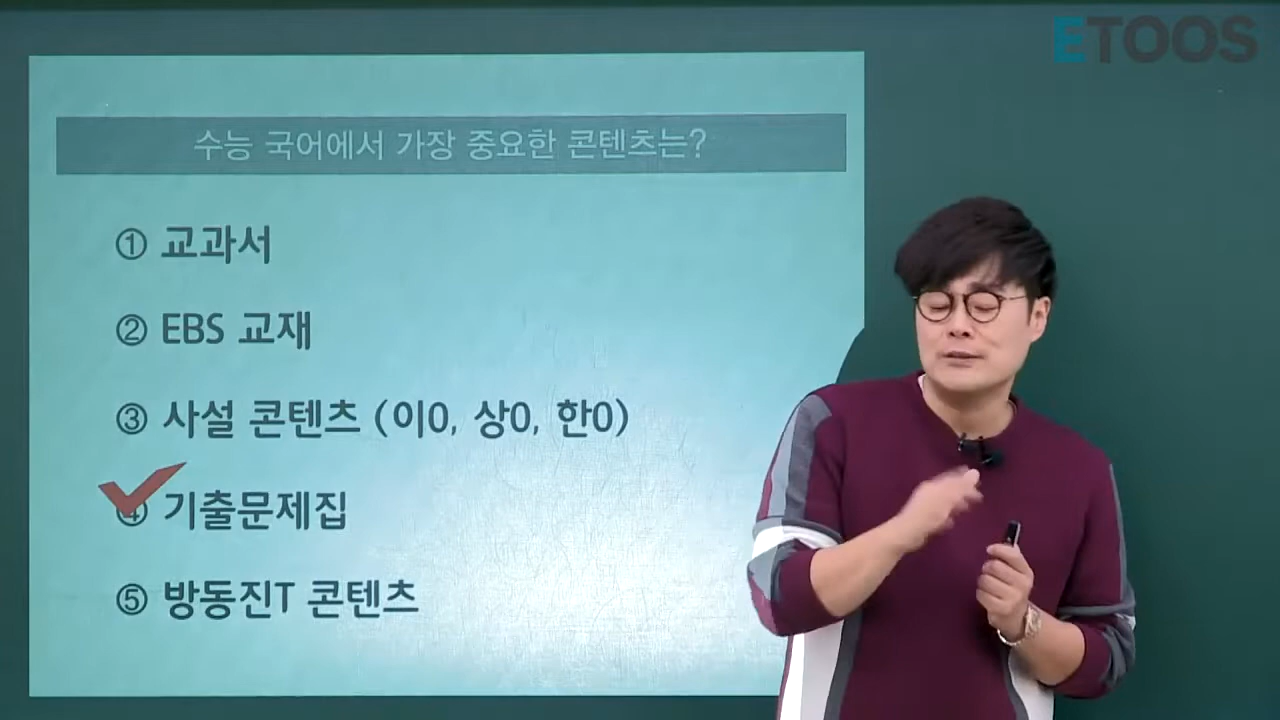 ETOOS
수능 국어에서 가장 중요한 콘텐츠는?
① 교과서
② EBS 교재
③ 사설 콘텐츠 (이0, 상0, 한0)
④ 기출문제집
⑤ 방동진T 콘텐츠